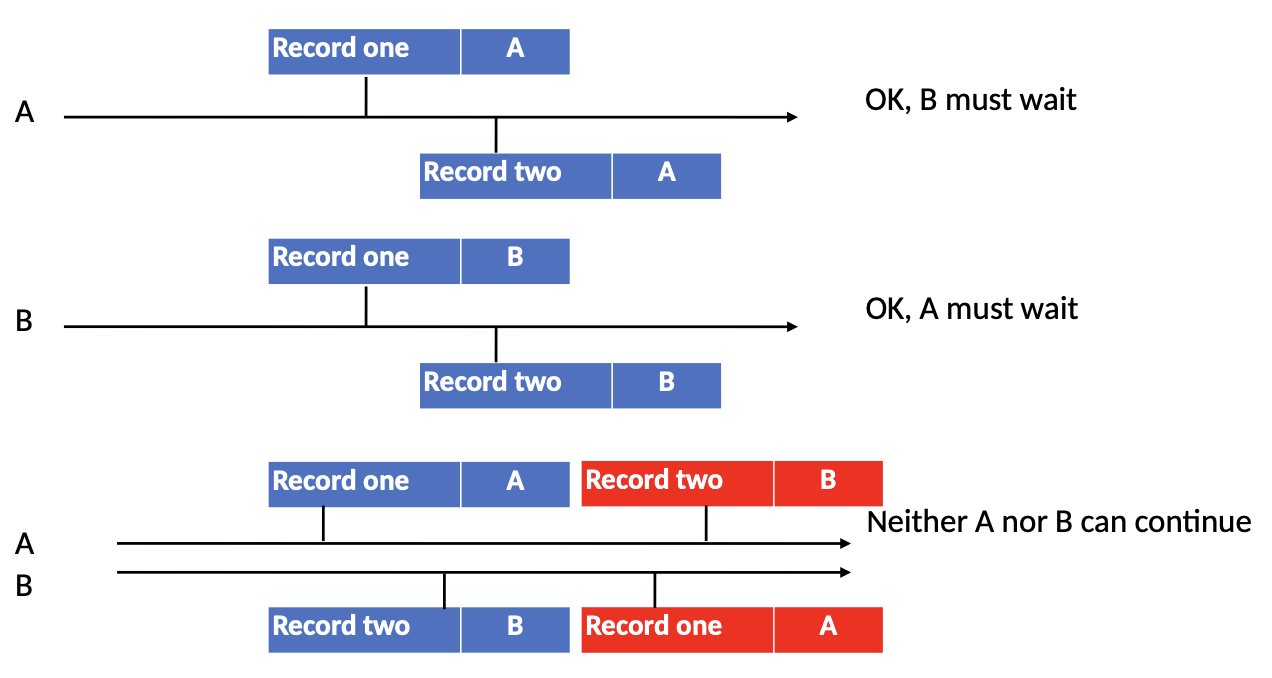 Record one A
A
OK, B must wait
Record two A
Record one B
B
OK, A must wait
Record two B
Record one A Record two B
Neither A nor B can continue
A
B
Record two B Record one A